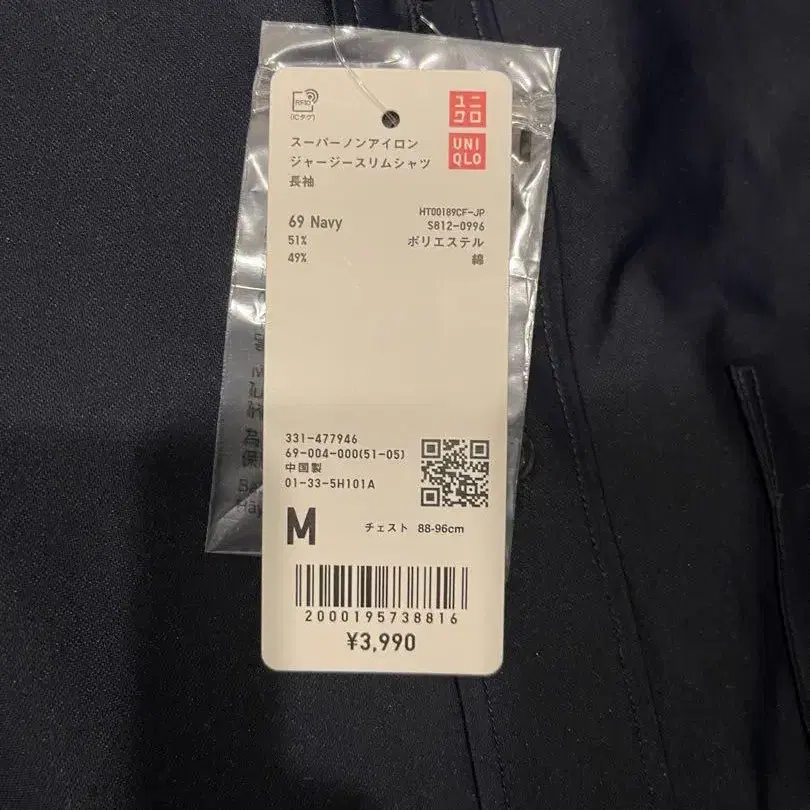 RFID
(ICタグ)
ユニ
クロ
UNI
QLO
スーパーノンアイロン
ジャージースリムシャツ
長袖
69 Navy
HT00189CF-JP
S812-0996
51% ポリエステル
49% 綿
331-477946
69-004-000(51-05)
中国製
01-33-5H101A
M チェスト 88-96cm
2000195738816
¥3,990